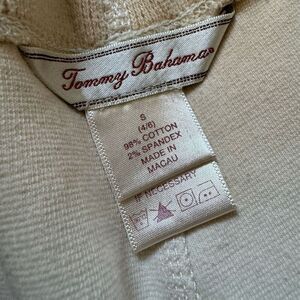 Tommy Bahama
S
(4/6)
98% COTTON
2% SPANDEX
MADE IN
MACAU
IF NECESSARY